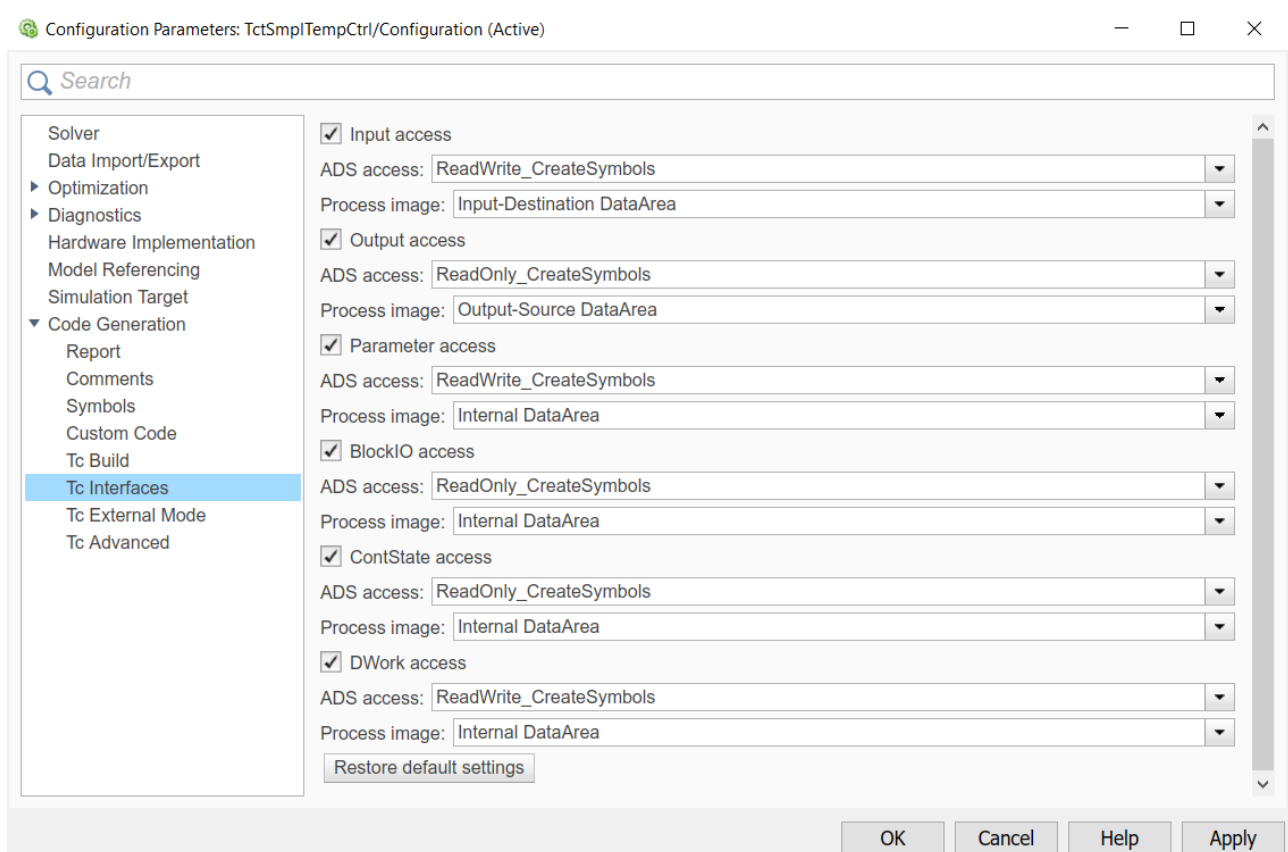 Configuration Parameters: TctSmplTempCtrl/Configuration (Active)
Search
Solver
Data Import/Export
Optimization
Diagnostics
Hardware Implementation
Model Referencing
Simulation Target
Code Generation
Report
Comments
Symbols
Custom Code
Tc Build
Tc Interfaces
Tc External Mode
Tc Advanced
Input access
ADS access: ReadWrite_CreateSymbols
Process image: Input-Destination DataArea
Output access
ADS access: ReadOnly_CreateSymbols
Process image: Output-Source DataArea
Parameter access
ADS access: ReadWrite_CreateSymbols
Process image: Internal DataArea
BlockIO access
ADS access: ReadOnly_CreateSymbols
Process image: Internal DataArea
ContState access
ADS access: ReadOnly_CreateSymbols
Process image: Internal DataArea
DWork access
ADS access: ReadWrite_CreateSymbols
Process image: Internal DataArea
Restore default settings
OK Cancel Help Apply